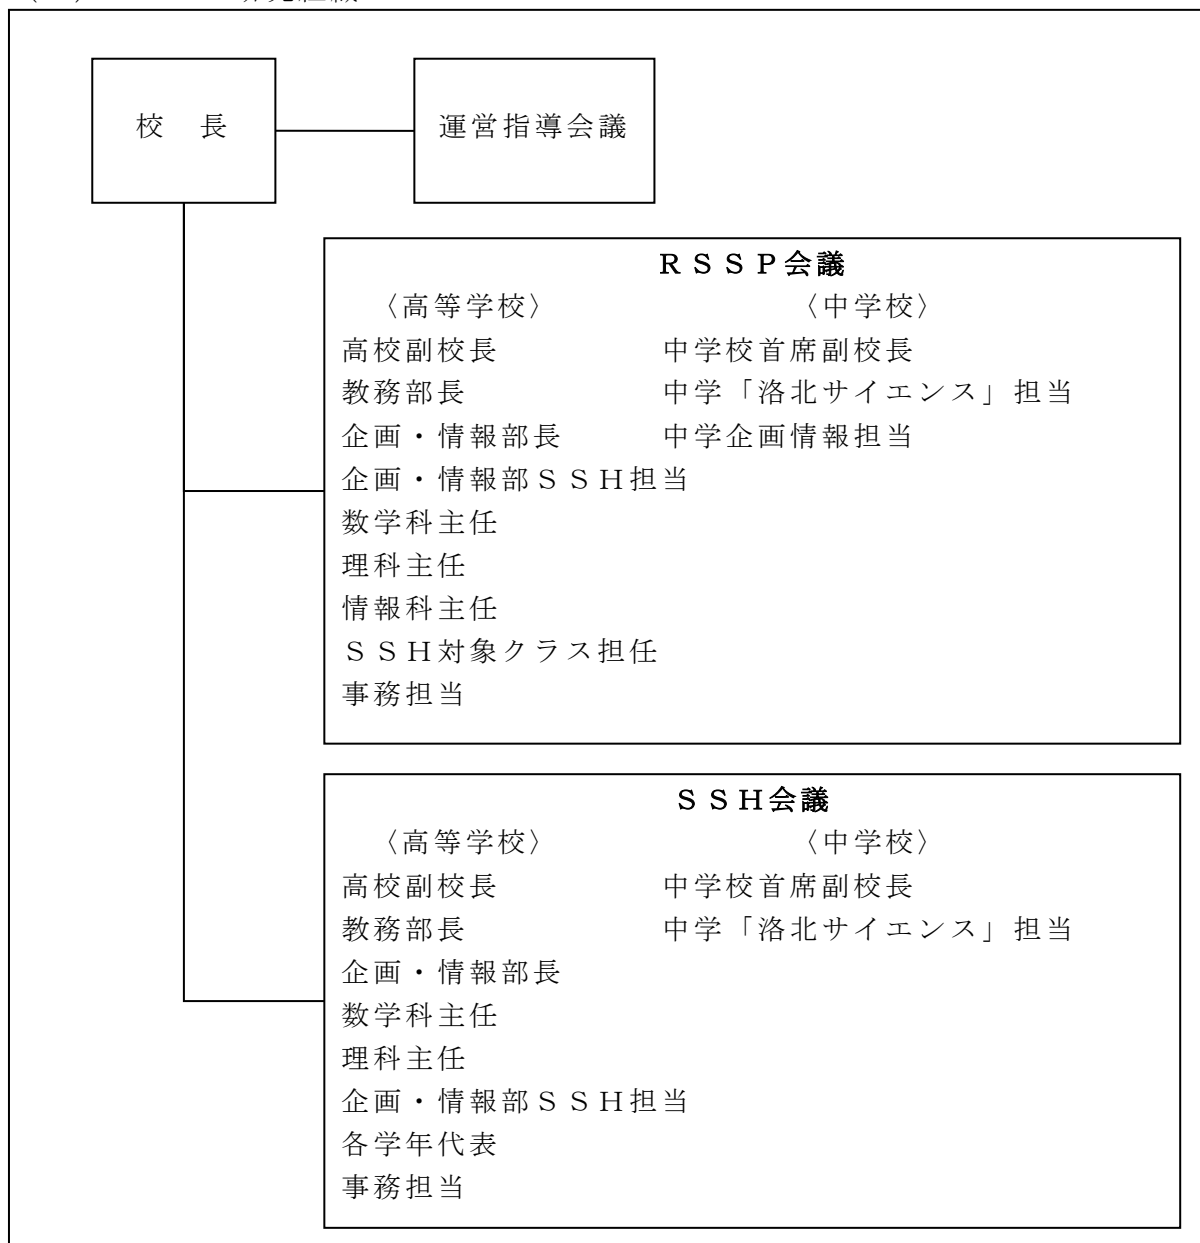 校　長
運営指導会議
ＲＳＳＰ会議
〈高等学校〉　〈中学校〉
高校副校長　中学校首席副校長
教務部長　中学「洛北サイエンス」担当
企画・情報部長　中学企画情報担当
企画・情報部ＳＳＨ担当
数学科主任
理科主任
情報科主任
ＳＳＨ対象クラス担任
事務担当
ＳＳＨ会議
〈高等学校〉　〈中学校〉
高校副校長　中学校首席副校長
教務部長　中学「洛北サイエンス」担当
企画・情報部長
数学科主任
理科主任
企画・情報部ＳＳＨ担当
各学年代表
事務担当